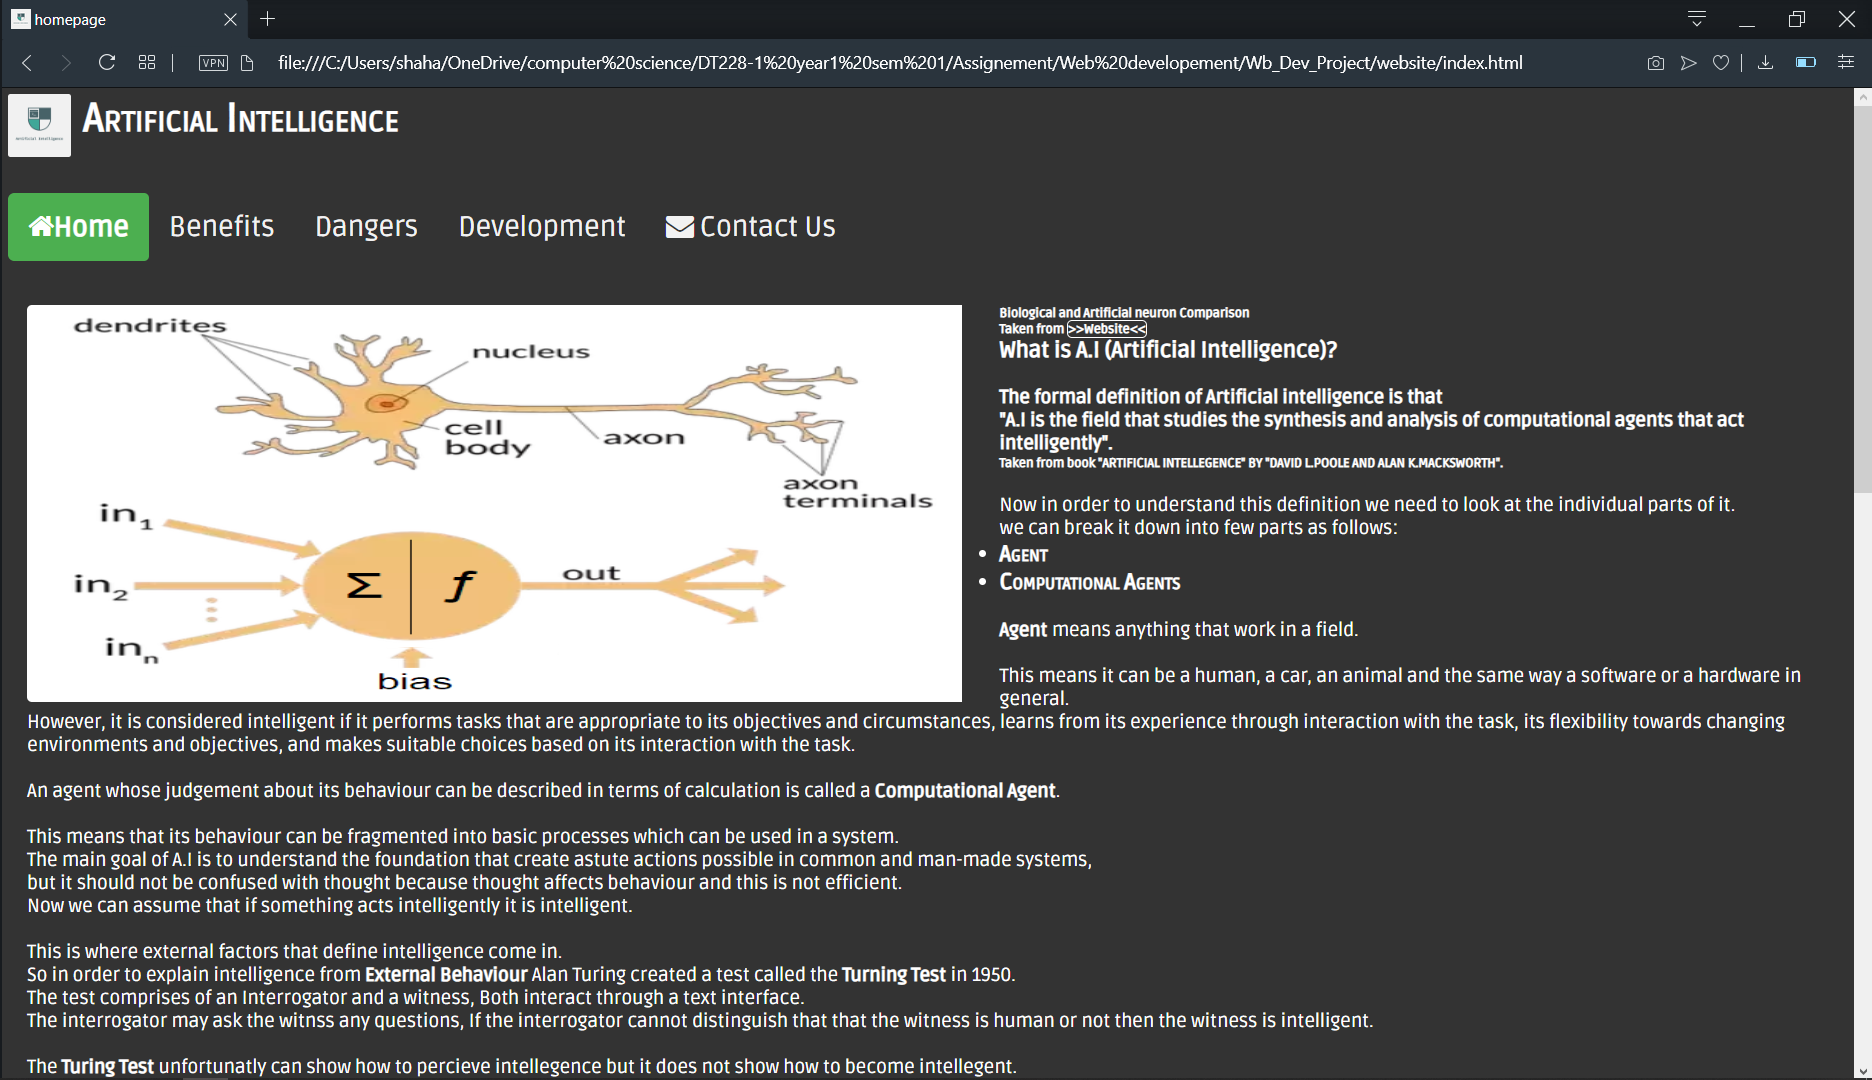 homepage
VPN
file:///C:/Users/shaha/OneDrive/computer%20science/DT228-1%20year1%20sem%201/Assignement/Web%20developement/Wb_Dev_Project/website/index.html
Artificial Intelligence
Artificial Intelligence
Home Benefits Dangers Development Contact Us
dendrites
nucleus
cell
body
axon
axon
terminals
in1
in2
inn
Σ f
out
bias
Biological and Artificial neuron Comparison
Taken from >>Website<<
What is A.I (Artificial Intelligence)?
The formal definition of Artificial intelligence is that
"A.I is the field that studies the synthesis and analysis of computational agents that act
intelligently".
Taken from book "ARTIFICIAL INTELLEGENCE" BY "DAVID L.POOLE AND ALAN K.MACKSWORTH".
Now in order to understand this definition we need to look at the individual parts of it.
we can break it down into few parts as follows:
• Agent
• Computational Agents
Agent means anything that work in a field.
This means it can be a human, a car, an animal and the same way a software or a hardware in
general.
However, it is considered intelligent if it performs tasks that are appropriate to its objectives and circumstances, learns from its experience through interaction with the task, its flexibility towards changing
environments and objectives, and makes suitable choices based on its interaction with the task.
An agent whose judgement about its behaviour can be described in terms of calculation is called a Computational Agent.
This means that its behaviour can be fragmented into basic processes which can be used in a system.
The main goal of A.I is to understand the foundation that create astute actions possible in common and man-made systems,
but it should not be confused with thought because thought affects behaviour and this is not efficient.
Now we can assume that if something acts intelligently it is intelligent.
This is where external factors that define intelligence come in.
So in order to explain intelligence from External Behaviour Alan Turing created a test called the Turning Test in 1950.
The test comprises of an Interrogator and a witness, Both interact through a text interface.
The interrogator may ask the witnss any questions, If the interrogator cannot distinguish that that the witness is human or not then the witness is intelligent.
The Turing Test unfortunatly can show how to percieve intellegence but it does not show how to become intellegent.